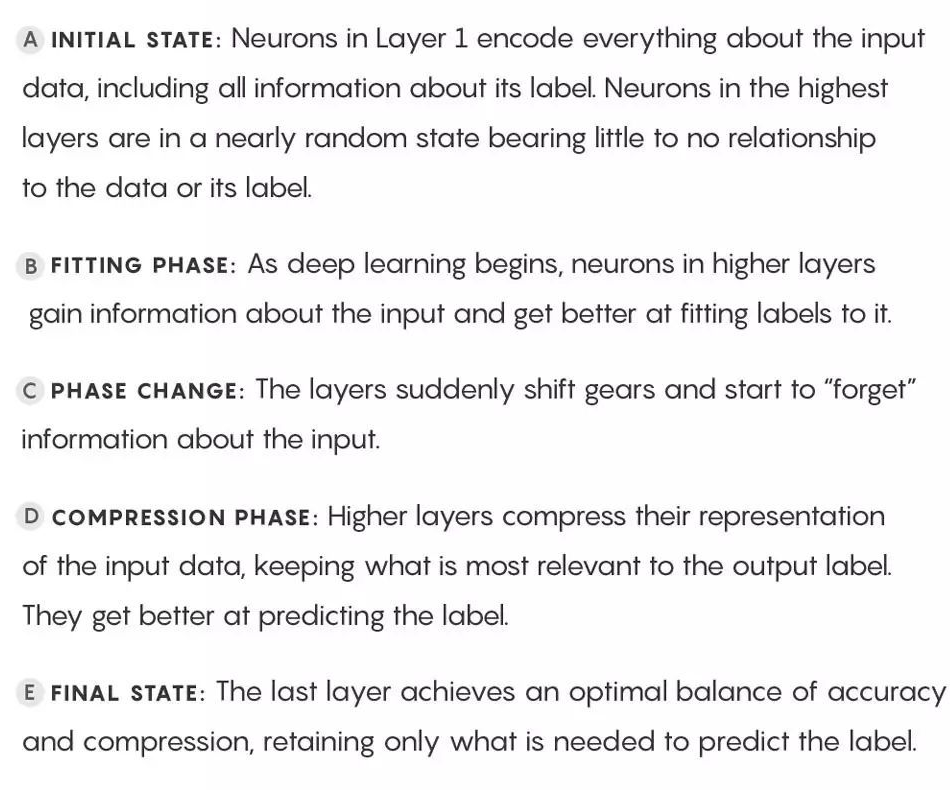 A INITIAL STATE: Neurons in Layer 1 encode everything about the input
data, including all information about its label. Neurons in the highest
layers are in a nearly random state bearing little to no relationship
to the data or its label.
B FITTING PHASE: As deep learning begins, neurons in higher layers
gain information about the input and get better at fitting labels to it.
C PHASE CHANGE: The layers suddenly shift gears and start to “forget”
information about the input.
D COMPRESSION PHASE: Higher layers compress their representation
of the input data, keeping what is most relevant to the output label.
They get better at predicting the label.
E FINAL STATE: The last layer achieves an optimal balance of accuracy
and compression, retaining only what is needed to predict the label.